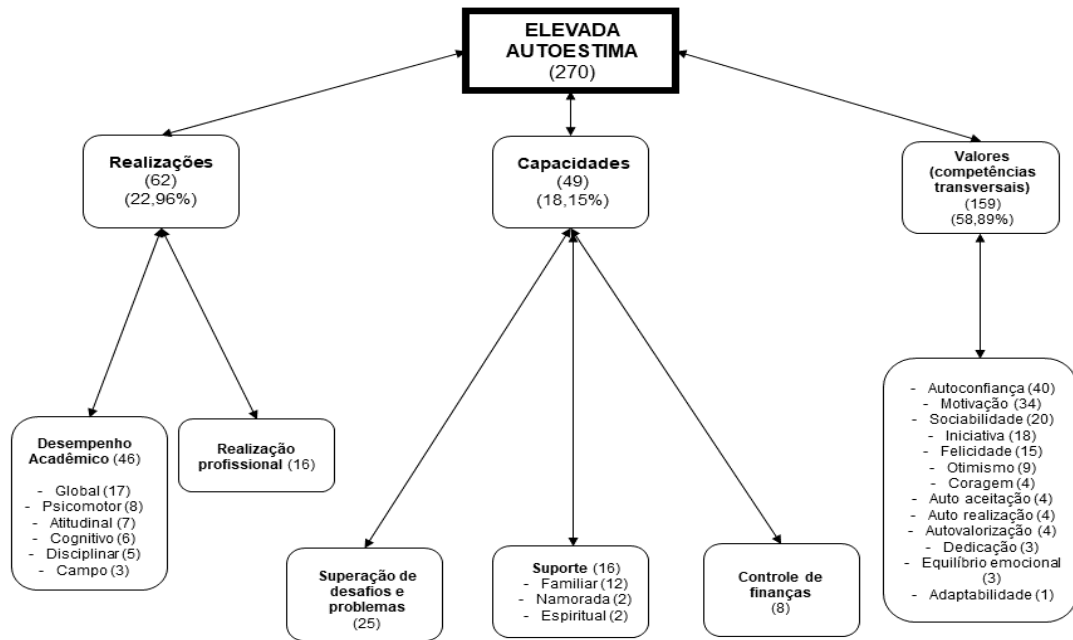 ELEVADA
AUTOESTIMA
(270)
Realizações
(62)
(22,96%)
Capacidades
(49)
(18,15%)
Valores
(competências
transversais)
(159)
(58,89%)
Desempenho
Acadêmico (46)
- Global (17)
- Psicomotor (8)
- Atitudinal (7)
- Cognitivo (6)
- Disciplinar (5)
- Campo (3)
Realização
profissional (16)
Superação de
desafios e
problemas
(25)
Suporte (16)
- Familiar (12)
- Namorada (2)
- Espiritual (2)
Controle de
finanças
(8)
- Autoconfiança (40)
- Motivação (34)
- Sociabilidade (20)
- Iniciativa (18)
- Felicidade (15)
- Otimismo (9)
- Coragem (4)
- Auto aceitação (4)
- Auto realização (4)
- Autovalorização (4)
- Dedicação (3)
- Equilíbrio emocional
(3)
- Adaptabilidade (1)